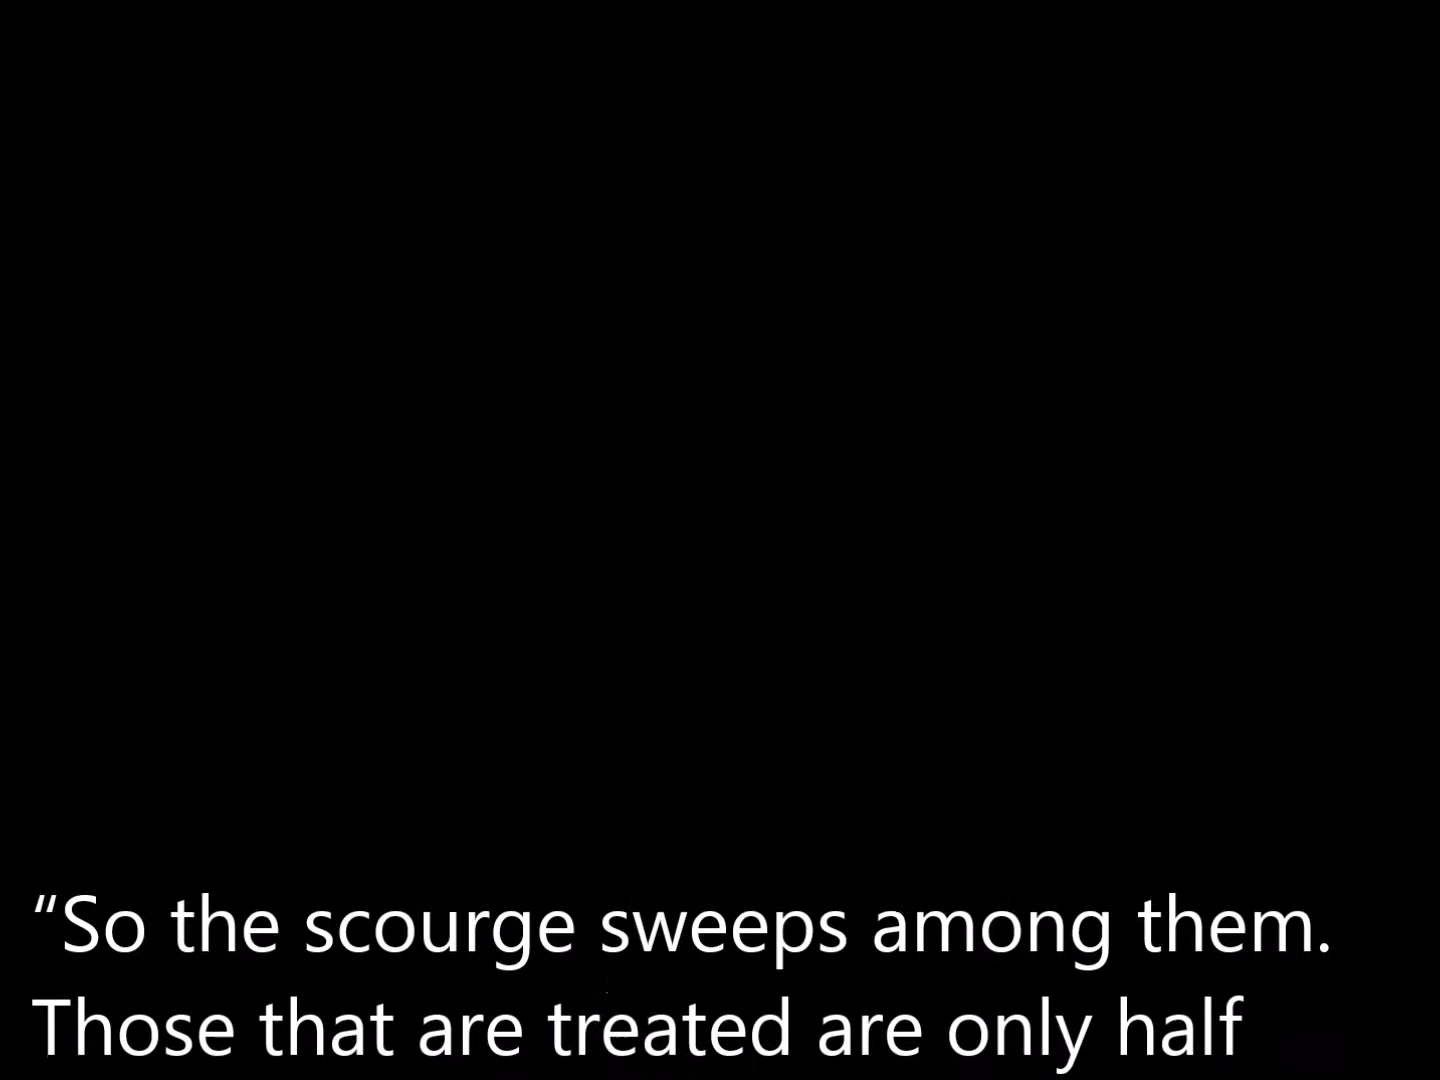 “So the scourge sweeps among them.
Those that are treated are only half